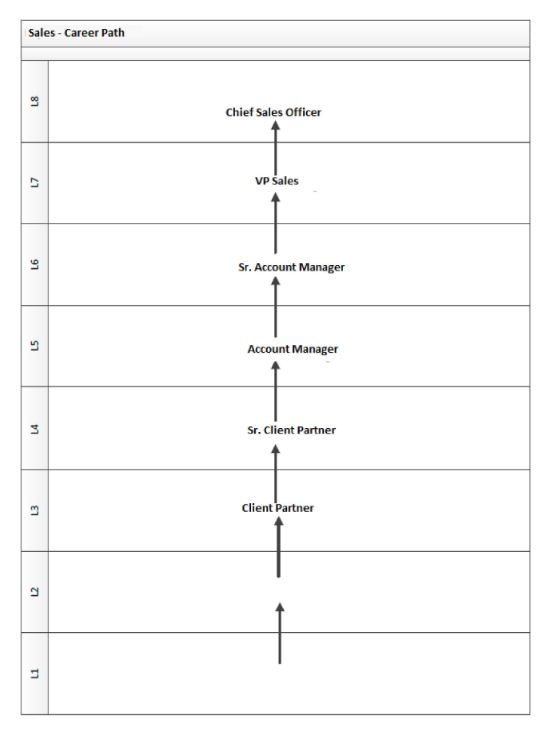 Sales - Career Path
L8
Chief Sales Officer
L7
VP Sales
L6
Sr. Account Manager
L5
Account Manager
L4
Sr. Client Partner
L3
Client Partner
L2
L1